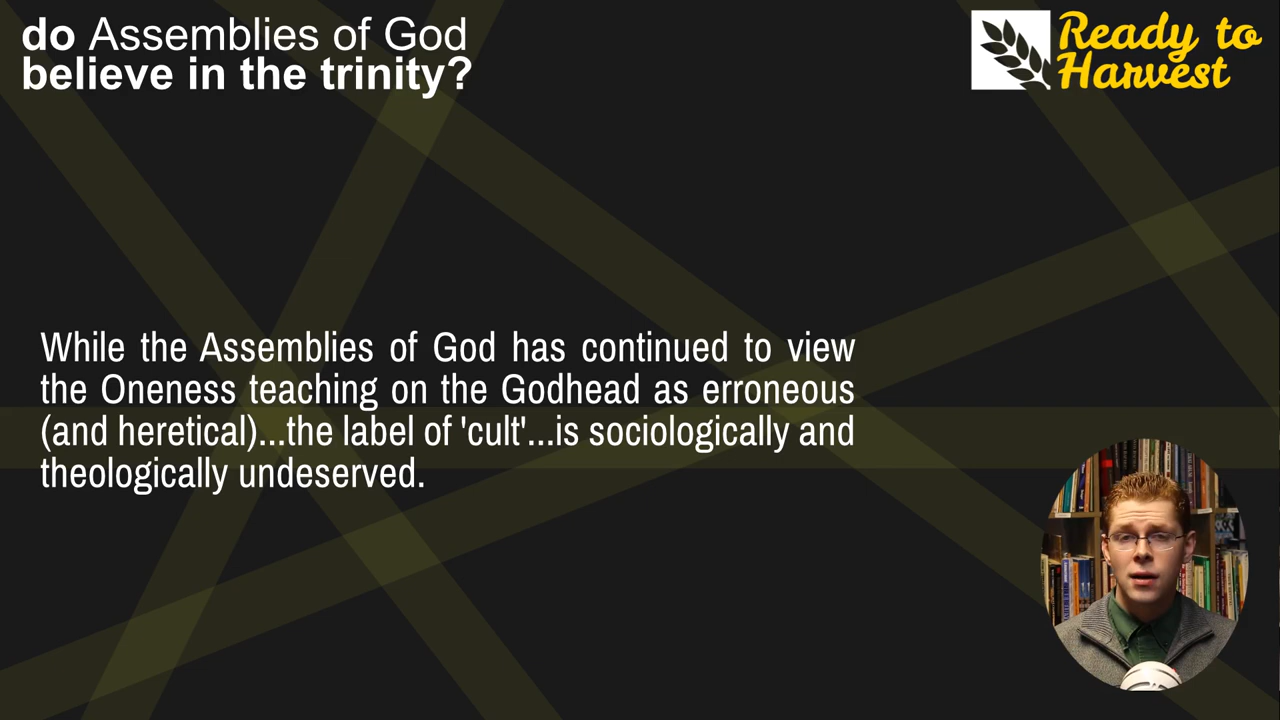 do Assemblies of God
believe in the trinity?
Ready to
Harvest
While the Assemblies of God has continued to view
the Oneness teaching on the Godhead as erroneous
(and heretical)...the label of 'cult'...is sociologically and
theologically undeserved.